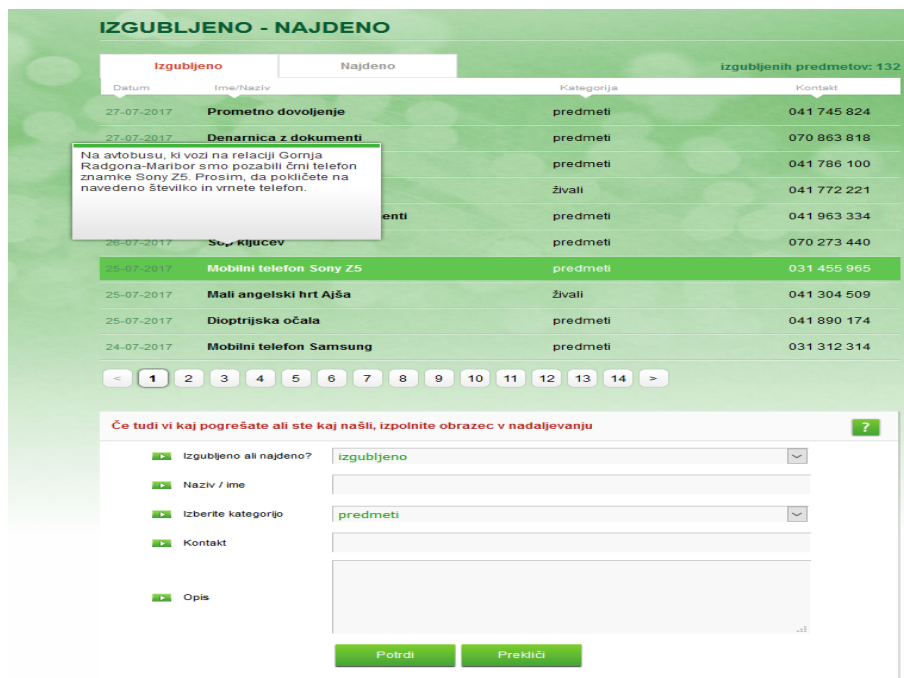 IZGUBLJENO - NAJDENO
Izgubljeno Najdeno izgubljenih predmetov: 132
Datum Ime/Naziv Kategorija Kontakt
27-07-2017 Prometno dovoljenje predmeti 041 745 824
27-07-2017 Denarnica z dokumenti predmeti 070 863 818
Na avtobusu, ki vozi na relaciji Gornja
Radgona-Maribor smo pozabili črni telefon
znamke Sony Z5. Prosim, da pokličete na
navedeno številko in vrnete telefon.
predmeti 041 786 100
živali 041 772 221
enti predmeti 041 963 334
26-07-2017 Šop ključev predmeti 070 273 440
25-07-2017 Mobilni telefon Sony Z5 predmeti 031 455 965
25-07-2017 Mali angelski hrt Ajša živali 041 304 509
25-07-2017 Dioptrijska očala predmeti 041 890 174
24-07-2017 Mobilni telefon Samsung predmeti 031 312 314
< 1 2 3 4 5 6 7 8 9 10 11 12 13 14 >
Če tudi vi kaj pogrešate ali ste kaj našli, izpolnite obrazec v nadaljevanju ?
Izgubljeno ali najdeno? izgubljeno
Naziv / ime
Izberite kategorijo predmeti
Kontakt
Opis
Potrdi Prekliči